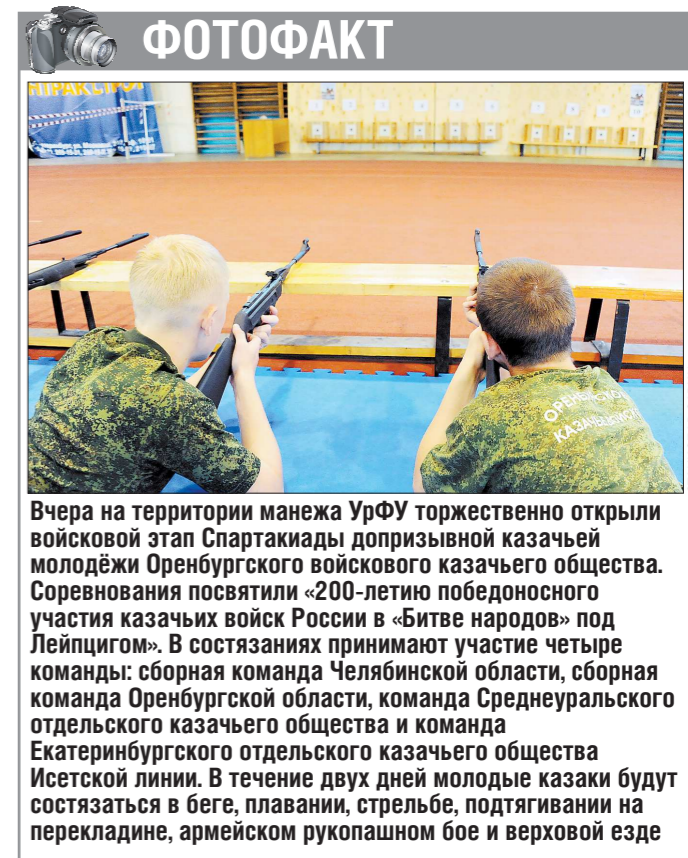 ФОТОФАКТ
Вчера на территории манежа УрФУ торжественно открыли
войсковой этап Спартакиады допризывной казачьей
молодёжи Оренбургского войскового казачьего общества.
Соревнования посвятили «200-летию победоносного
участия казачьих войск России в «Битве народов» под
Лейпцигом». В состязаниях принимают участие четыре
команды: сборная команда Челябинской области, сборная
команда Оренбургской области, команда Среднеуральского
отдельского казачьего общества и команда
Екатеринбургского отдельского казачьего общества
Исетской линии. В течение двух дней молодые казаки будут
состязаться в беге, плавании, стрельбе, подтягивании на
перекладине, армейском рукопашном бое и верховой езде